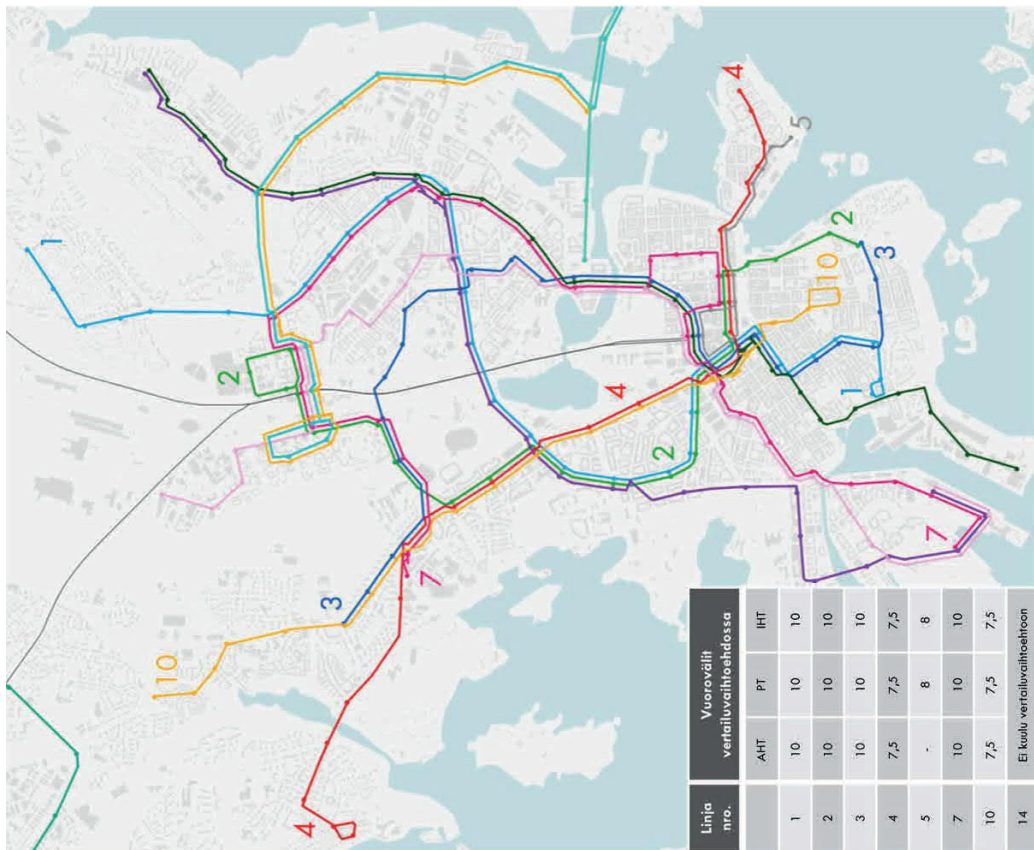 1
4
5
2
10
3
1
2
4
2
7
3
7
10
4
Linja nro. Vuorovälit vertailuvaihtoehdossa
AHT PT IHT
1 10 10 10
2 10 10 10
3 10 10 10
4 7,5 7,5 7,5
5 - 8 8
7 10 10 10
10 7,5 7,5 7,5
14 Ei kuulu vertailuvaihtoehtoon